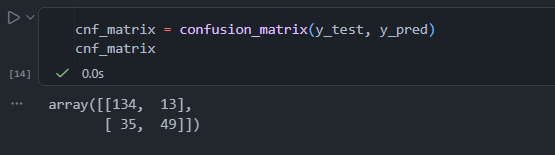 cnf_matrix = confusion_matrix(y_test, y_pred)
cnf_matrix
[14] 0.0s
... array([[134, 13],
[ 35, 49]])